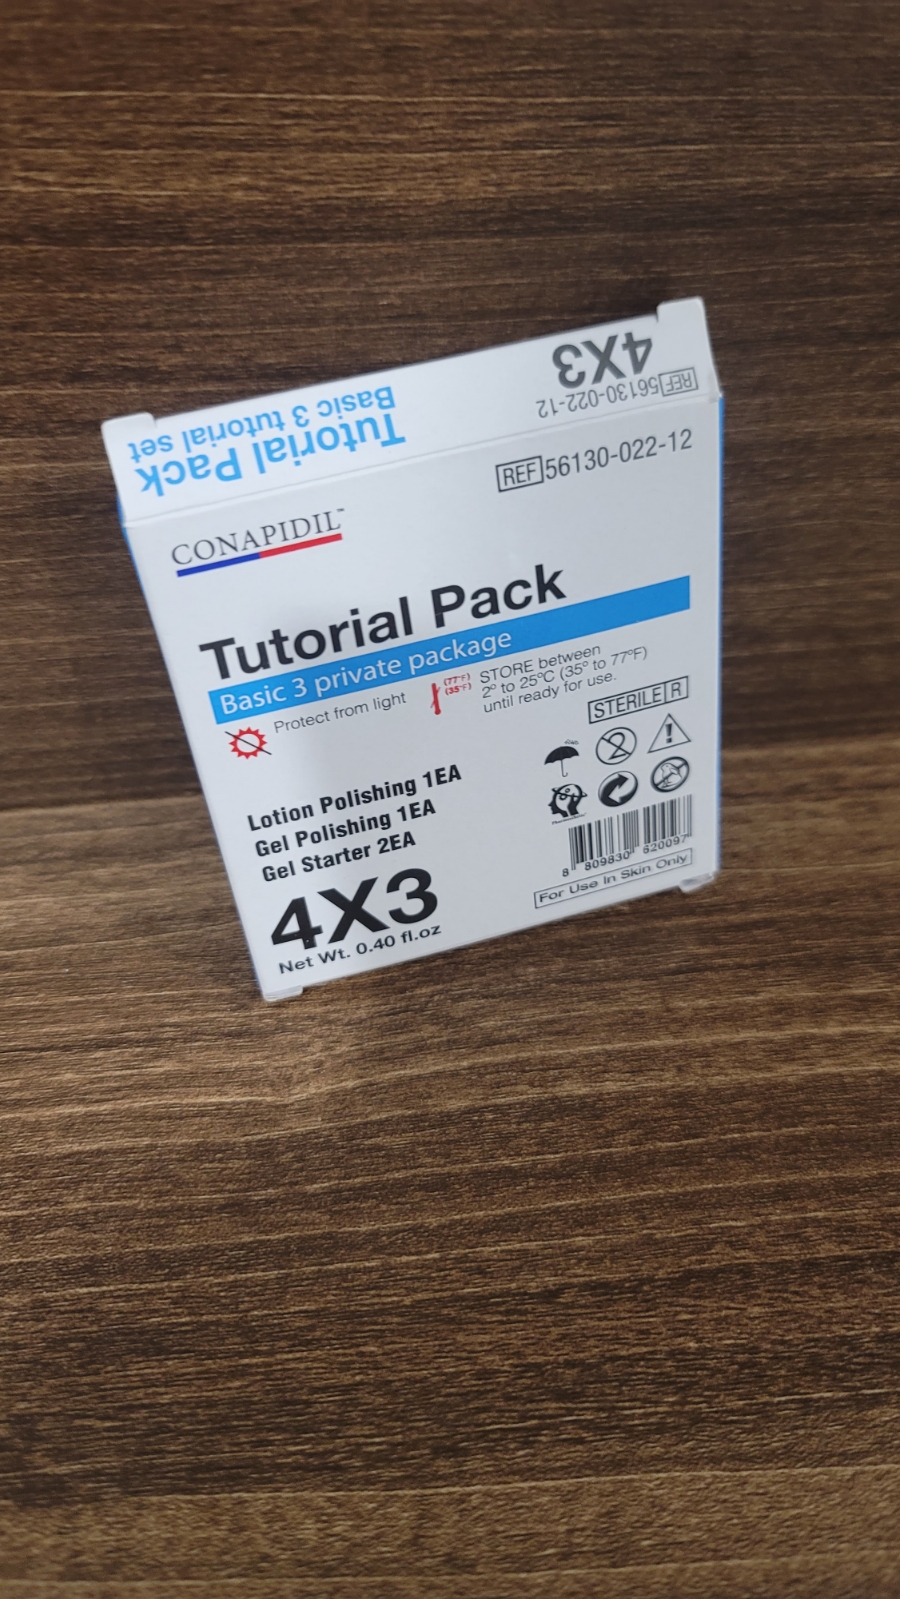 Tutorial Pack
Basic 3 tutorial set
4X3
REF 56130-022-12
CONAPIDIL™
REF 56130-022-12
Tutorial Pack
Basic 3 private package
Protect from light
(77°F)
(35°F)
STORE between
2° to 25°C (35° to 77°F)
until ready for use.
STERILE R
Lotion Polishing 1EA
Gel Polishing 1EA
Gel Starter 2EA
2
4X3
Net Wt. 0.40 fl.oz
8 809830 620097
For Use In Skin Only